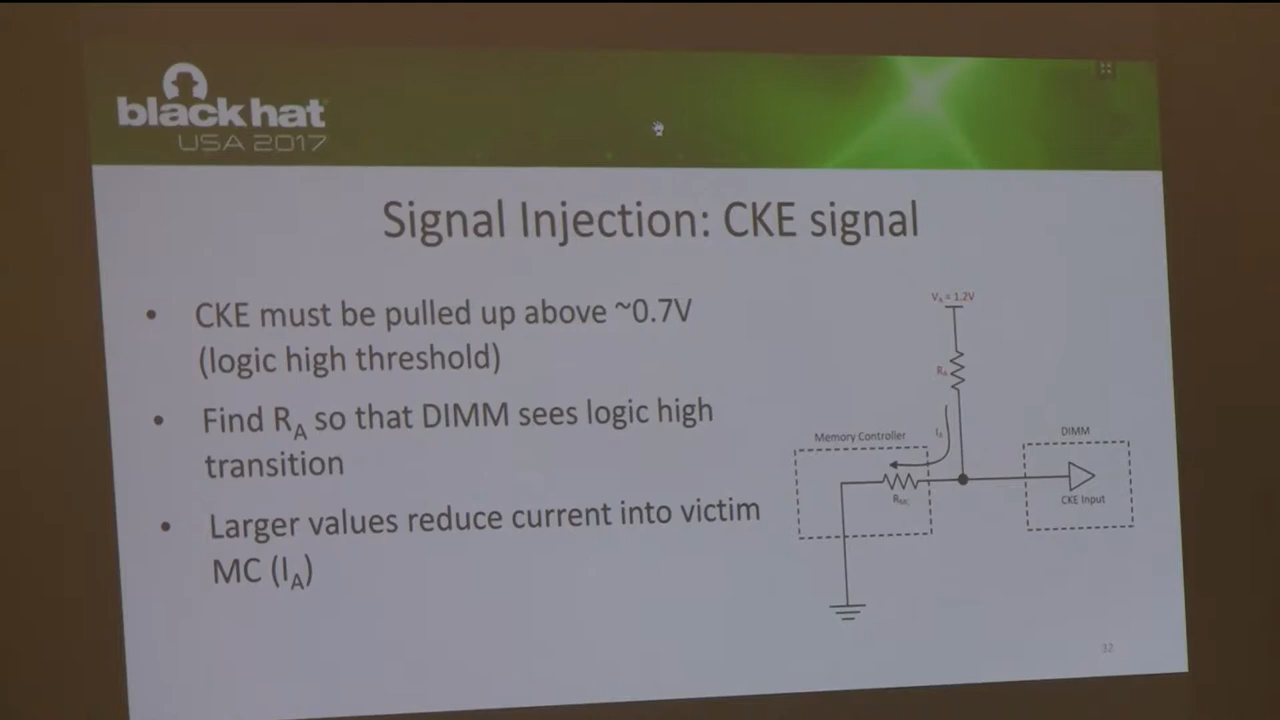 black hat
USA 2017
Signal Injection: CKE signal
• CKE must be pulled up above ~0.7V
(logic high threshold)
• Find RA so that DIMM sees logic high
transition
• Larger values reduce current into victim
MC (IA)
VA = 1.2V
RA
IA
Memory Controller
RMC
DIMM
CKE Input
32